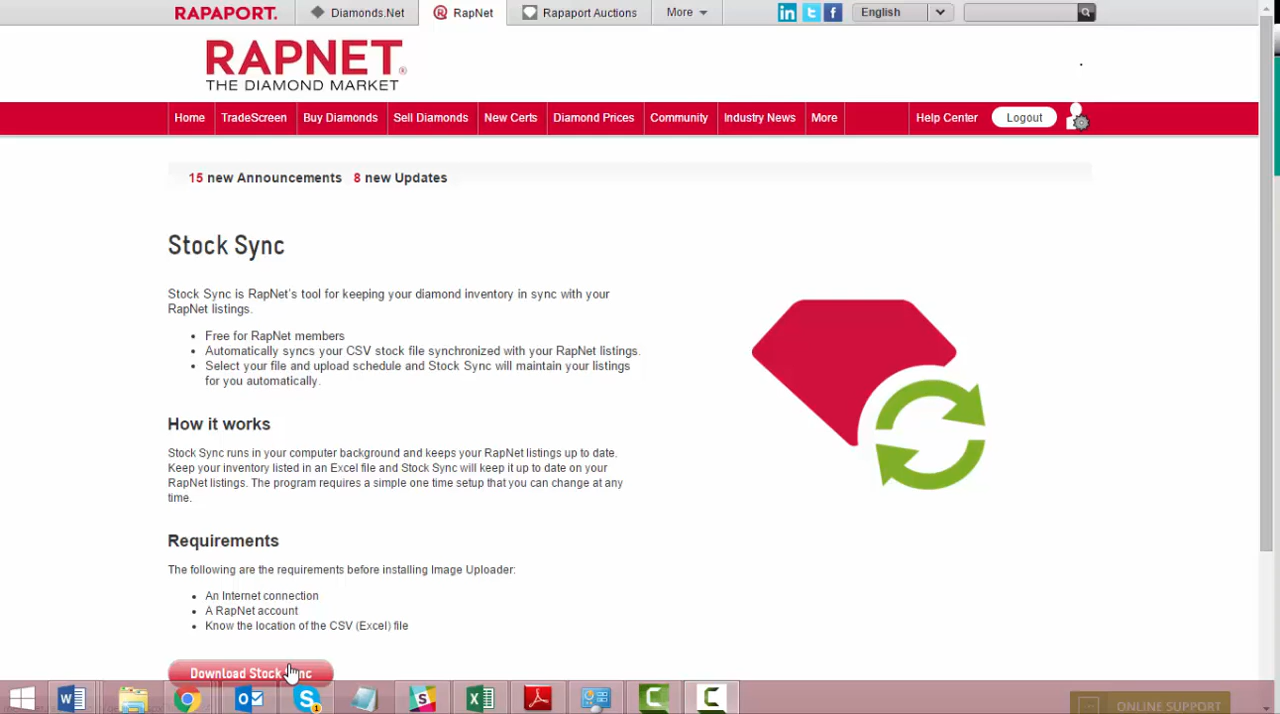 RAPAPORT. Diamonds.Net RapNet Rapaport Auctions More English
RAPNET®
THE DIAMOND MARKET
Home TradeScreen Buy Diamonds Sell Diamonds New Certs Diamond Prices Community Industry News More Help Center Logout
15 new Announcements 8 new Updates
Stock Sync
Stock Sync is RapNet's tool for keeping your diamond inventory in sync with your
RapNet listings.
• Free for RapNet members
• Automatically syncs your CSV stock file synchronized with your RapNet listings.
• Select your file and upload schedule and Stock Sync will maintain your listings
for you automatically.
How it works
Stock Sync runs in your computer background and keeps your RapNet listings up to date.
Keep your inventory listed in an Excel file and Stock Sync will keep it up to date on your
RapNet listings. The program requires a simple one time setup that you can change at any
time.
Requirements
The following are the requirements before installing Image Uploader:
• An Internet connection
• A RapNet account
• Know the location of the CSV (Excel) file
Download Stock Sync
ONLINE SUPPORT